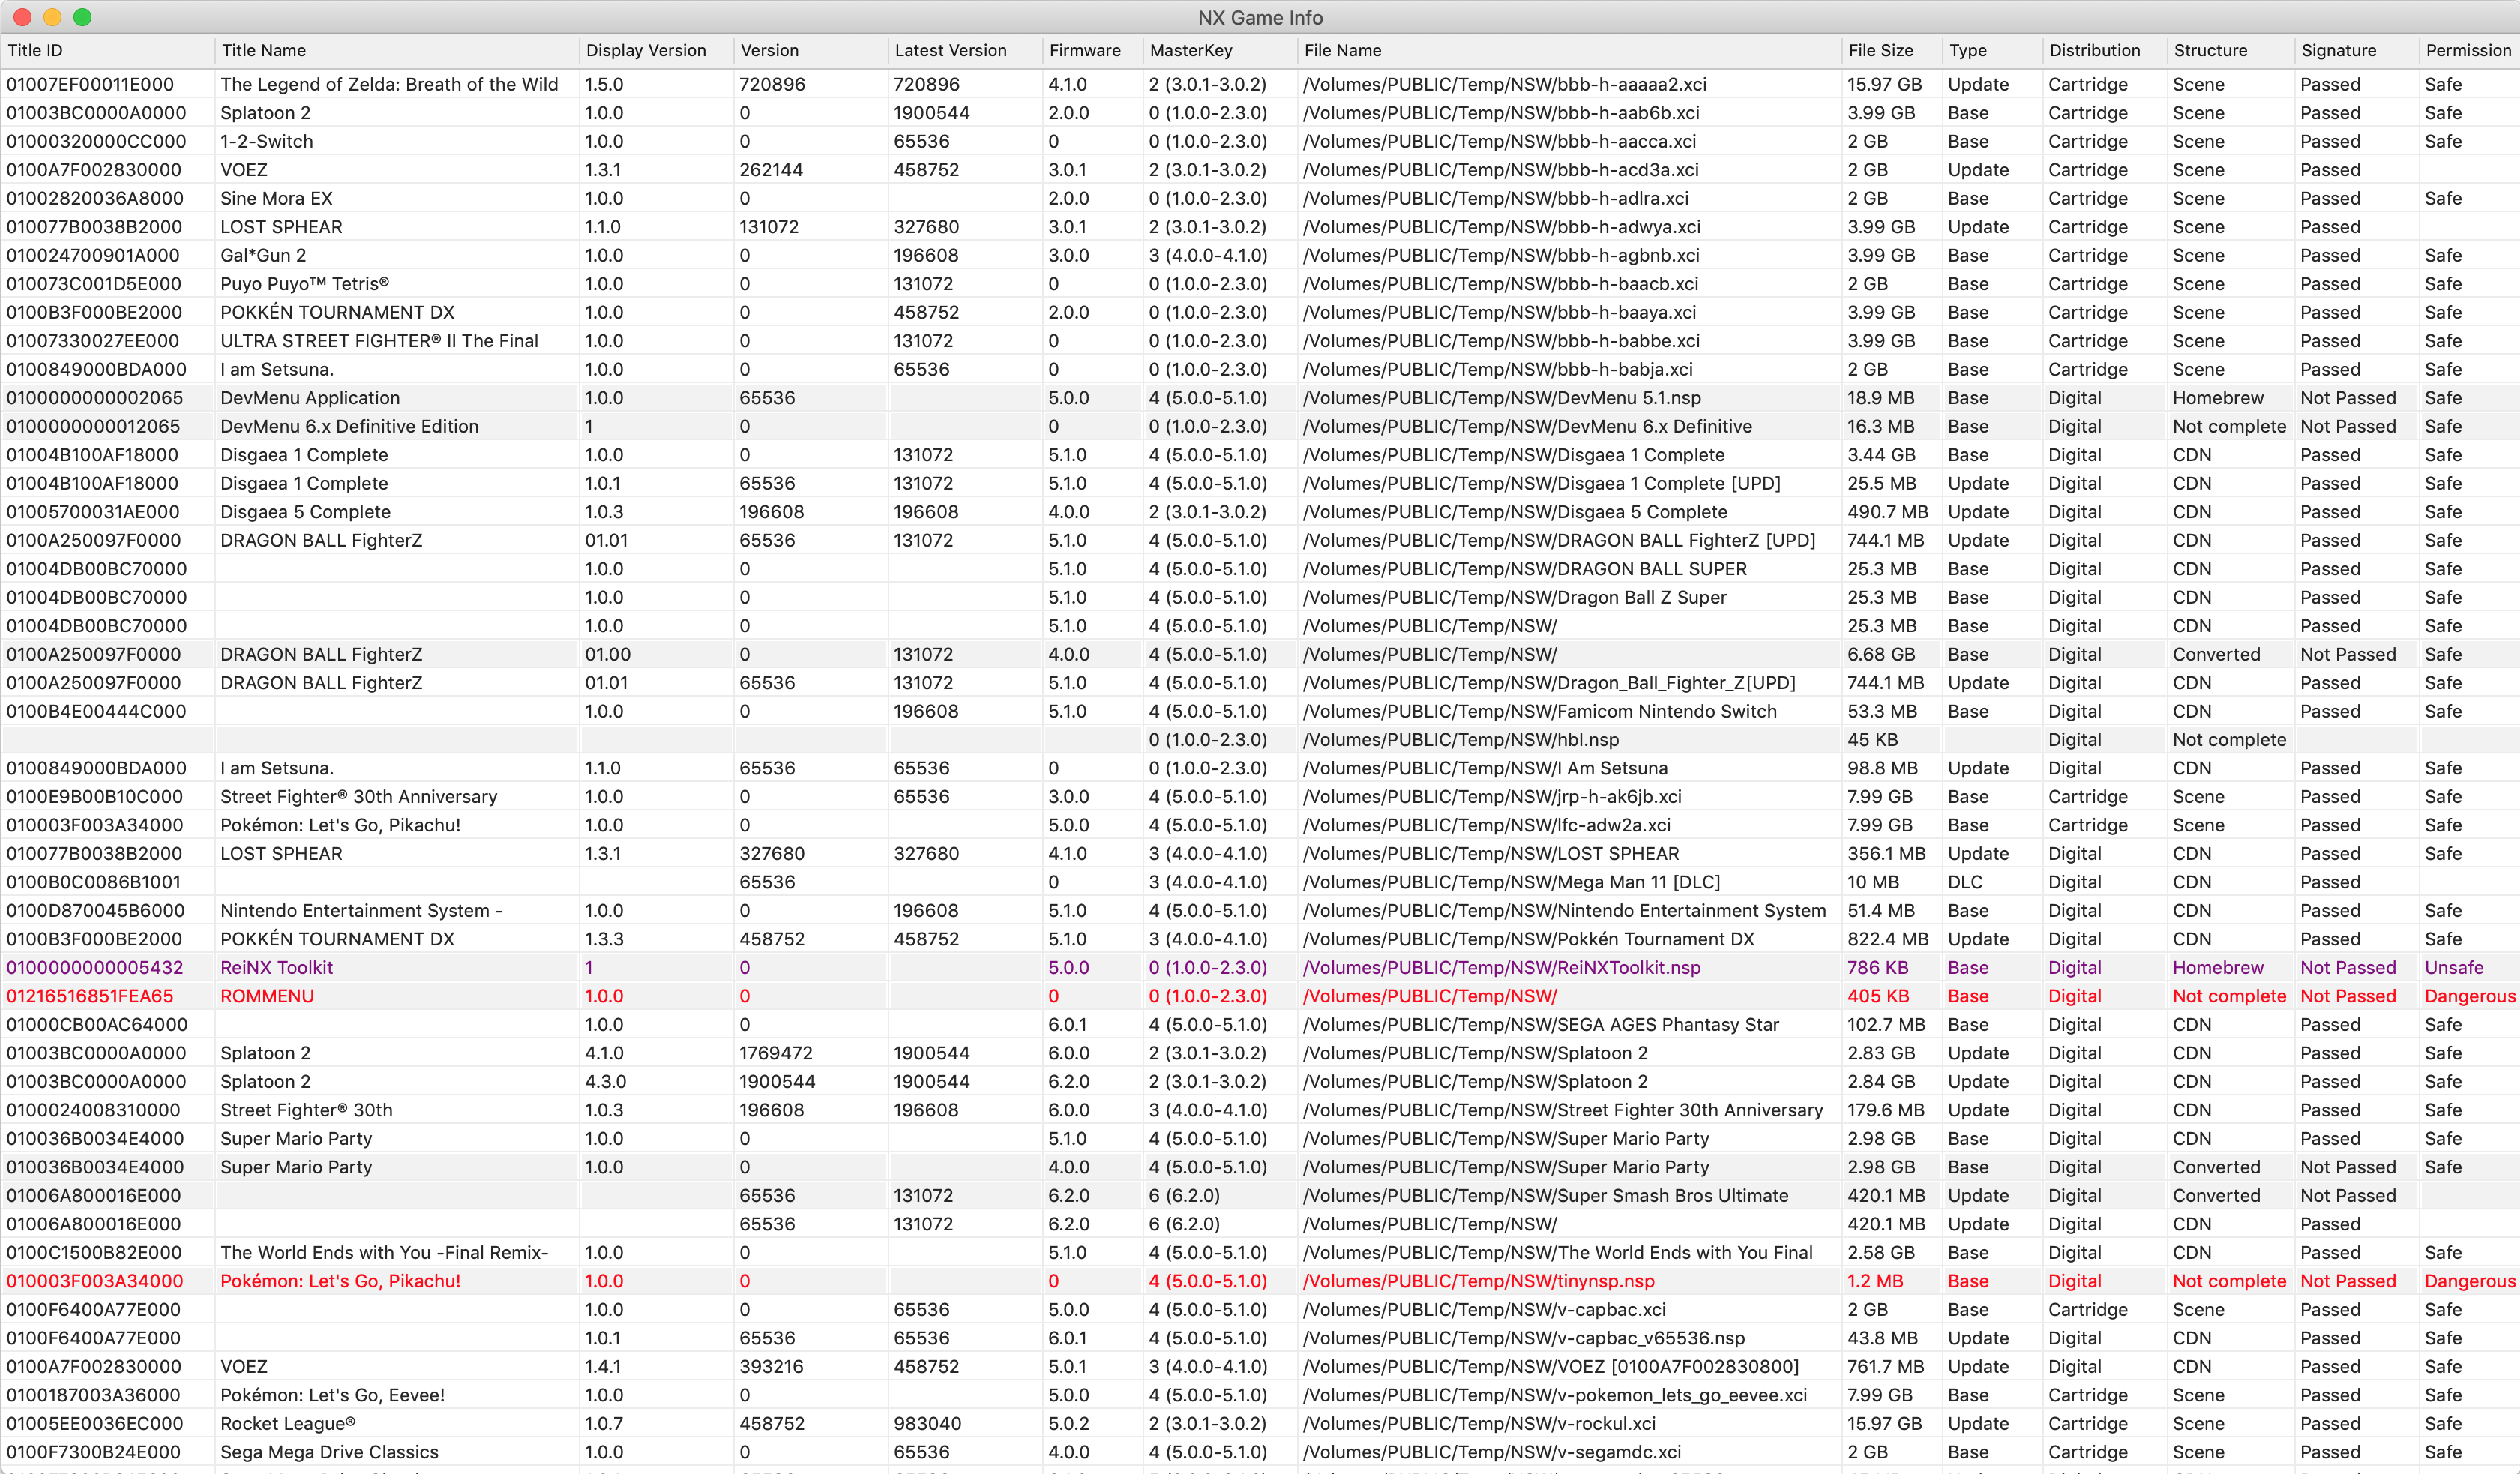 NX Game Info
Title ID Title Name Display Version Version Latest Version Firmware MasterKey File Name File Size Type Distribution Structure Signature Permission
01007EF00011E000 The Legend of Zelda: Breath of the Wild 1.5.0 720896 720896 4.1.0 2 (3.0.1-3.0.2) /Volumes/PUBLIC/Temp/NSW/bbb-h-aaaaa2.xci 15.97 GB Update Cartridge Scene Passed Safe
01003BC0000A0000 Splatoon 2 1.0.0 0 1900544 2.0.0 0 (1.0.0-2.3.0) /Volumes/PUBLIC/Temp/NSW/bbb-h-aab6b.xci 3.99 GB Base Cartridge Scene Passed Safe
01000320000CC000 1-2-Switch 1.0.0 0 65536 0 0 (1.0.0-2.3.0) /Volumes/PUBLIC/Temp/NSW/bbb-h-aacca.xci 2 GB Base Cartridge Scene Passed Safe
0100A7F002830000 VOEZ 1.3.1 262144 458752 3.0.1 2 (3.0.1-3.0.2) /Volumes/PUBLIC/Temp/NSW/bbb-h-acd3a.xci 2 GB Update Cartridge Scene Passed
01002820036A8000 Sine Mora EX 1.0.0 0 2.0.0 0 (1.0.0-2.3.0) /Volumes/PUBLIC/Temp/NSW/bbb-h-adlra.xci 2 GB Base Cartridge Scene Passed Safe
010077B0038B2000 LOST SPHEAR 1.1.0 131072 327680 3.0.1 2 (3.0.1-3.0.2) /Volumes/PUBLIC/Temp/NSW/bbb-h-adwya.xci 3.99 GB Update Cartridge Scene Passed
010024700901A000 Gal*Gun 2 1.0.0 0 196608 3.0.0 3 (4.0.0-4.1.0) /Volumes/PUBLIC/Temp/NSW/bbb-h-agbnb.xci 3.99 GB Base Cartridge Scene Passed Safe
010073C001D5E000 Puyo Puyo™ Tetris® 1.0.0 0 131072 0 0 (1.0.0-2.3.0) /Volumes/PUBLIC/Temp/NSW/bbb-h-baacb.xci 2 GB Base Cartridge Scene Passed Safe
0100B3F000BE2000 POKKÉN TOURNAMENT DX 1.0.0 0 458752 2.0.0 0 (1.0.0-2.3.0) /Volumes/PUBLIC/Temp/NSW/bbb-h-baaya.xci 3.99 GB Base Cartridge Scene Passed Safe
01007330027EE000 ULTRA STREET FIGHTER® II The Final 1.0.0 0 131072 0 0 (1.0.0-2.3.0) /Volumes/PUBLIC/Temp/NSW/bbb-h-babbe.xci 3.99 GB Base Cartridge Scene Passed Safe
0100849000BDA000 I am Setsuna. 1.0.0 0 65536 0 0 (1.0.0-2.3.0) /Volumes/PUBLIC/Temp/NSW/bbb-h-babja.xci 2 GB Base Cartridge Scene Passed Safe
0100000000002065 DevMenu Application 1.0.0 65536 5.0.0 4 (5.0.0-5.1.0) /Volumes/PUBLIC/Temp/NSW/DevMenu 5.1.nsp 18.9 MB Base Digital Homebrew Not Passed Safe
0100000000012065 DevMenu 6.x Definitive Edition 1 0 0 0 (1.0.0-2.3.0) /Volumes/PUBLIC/Temp/NSW/DevMenu 6.x Definitive 16.3 MB Base Digital Not complete Not Passed Safe
01004B100AF18000 Disgaea 1 Complete 1.0.0 0 131072 5.1.0 4 (5.0.0-5.1.0) /Volumes/PUBLIC/Temp/NSW/Disgaea 1 Complete 3.44 GB Base Digital CDN Passed Safe
01004B100AF18000 Disgaea 1 Complete 1.0.1 65536 131072 5.1.0 4 (5.0.0-5.1.0) /Volumes/PUBLIC/Temp/NSW/Disgaea 1 Complete [UPD] 25.5 MB Update Digital CDN Passed Safe
01005700031AE000 Disgaea 5 Complete 1.0.3 196608 196608 4.0.0 2 (3.0.1-3.0.2) /Volumes/PUBLIC/Temp/NSW/Disgaea 5 Complete 490.7 MB Update Digital CDN Passed Safe
0100A250097F0000 DRAGON BALL FighterZ 01.01 65536 131072 5.1.0 4 (5.0.0-5.1.0) /Volumes/PUBLIC/Temp/NSW/DRAGON BALL FighterZ [UPD] 744.1 MB Update Digital CDN Passed Safe
01004DB00BC70000 1.0.0 0 5.1.0 4 (5.0.0-5.1.0) /Volumes/PUBLIC/Temp/NSW/DRAGON BALL SUPER 25.3 MB Base Digital CDN Passed Safe
01004DB00BC70000 1.0.0 0 5.1.0 4 (5.0.0-5.1.0) /Volumes/PUBLIC/Temp/NSW/Dragon Ball Z Super 25.3 MB Base Digital CDN Passed Safe
01004DB00BC70000 1.0.0 0 5.1.0 4 (5.0.0-5.1.0) /Volumes/PUBLIC/Temp/NSW/ 25.3 MB Base Digital CDN Passed Safe
0100A250097F0000 DRAGON BALL FighterZ 01.00 0 131072 4.0.0 4 (5.0.0-5.1.0) /Volumes/PUBLIC/Temp/NSW/ 6.68 GB Base Digital Converted Not Passed Safe
0100A250097F0000 DRAGON BALL FighterZ 01.01 65536 131072 5.1.0 4 (5.0.0-5.1.0) /Volumes/PUBLIC/Temp/NSW/Dragon_Ball_Fighter_Z[UPD] 744.1 MB Update Digital CDN Passed Safe
0100B4E00444C000 1.0.0 0 196608 5.1.0 4 (5.0.0-5.1.0) /Volumes/PUBLIC/Temp/NSW/Famicom Nintendo Switch 53.3 MB Base Digital CDN Passed Safe
0 (1.0.0-2.3.0) /Volumes/PUBLIC/Temp/NSW/hbl.nsp 45 KB Digital Not complete
0100849000BDA000 I am Setsuna. 1.1.0 65536 65536 0 0 (1.0.0-2.3.0) /Volumes/PUBLIC/Temp/NSW/I Am Setsuna 98.8 MB Update Digital CDN Passed Safe
0100E9B00B10C000 Street Fighter® 30th Anniversary 1.0.0 0 65536 3.0.0 4 (5.0.0-5.1.0) /Volumes/PUBLIC/Temp/NSW/jrp-h-ak6jb.xci 7.99 GB Base Cartridge Scene Passed Safe
010003F003A34000 Pokémon: Let's Go, Pikachu! 1.0.0 0 5.0.0 4 (5.0.0-5.1.0) /Volumes/PUBLIC/Temp/NSW/lfc-adw2a.xci 7.99 GB Base Cartridge Scene Passed Safe
010077B0038B2000 LOST SPHEAR 1.3.1 327680 327680 4.1.0 3 (4.0.0-4.1.0) /Volumes/PUBLIC/Temp/NSW/LOST SPHEAR 356.1 MB Update Digital CDN Passed Safe
0100B0C0086B1001 65536 0 3 (4.0.0-4.1.0) /Volumes/PUBLIC/Temp/NSW/Mega Man 11 [DLC] 10 MB DLC Digital CDN Passed
0100D870045B6000 Nintendo Entertainment System - 1.0.0 0 196608 5.1.0 4 (5.0.0-5.1.0) /Volumes/PUBLIC/Temp/NSW/Nintendo Entertainment System 51.4 MB Base Digital CDN Passed Safe
0100B3F000BE2000 POKKÉN TOURNAMENT DX 1.3.3 458752 458752 5.1.0 3 (4.0.0-4.1.0) /Volumes/PUBLIC/Temp/NSW/Pokkén Tournament DX 822.4 MB Update Digital CDN Passed Safe
0100000000005432 ReiNX Toolkit 1 0 5.0.0 0 (1.0.0-2.3.0) /Volumes/PUBLIC/Temp/NSW/ReiNXToolkit.nsp 786 KB Base Digital Homebrew Not Passed Unsafe
01216516851FEA65 ROMMENU 1.0.0 0 0 0 (1.0.0-2.3.0) /Volumes/PUBLIC/Temp/NSW/ 405 KB Base Digital Not complete Not Passed Dangerous
01000CB00AC64000 1.0.0 0 6.0.1 4 (5.0.0-5.1.0) /Volumes/PUBLIC/Temp/NSW/SEGA AGES Phantasy Star 102.7 MB Base Digital CDN Passed Safe
01003BC0000A0000 Splatoon 2 4.1.0 1769472 1900544 6.0.0 2 (3.0.1-3.0.2) /Volumes/PUBLIC/Temp/NSW/Splatoon 2 2.83 GB Update Digital CDN Passed Safe
01003BC0000A0000 Splatoon 2 4.3.0 1900544 1900544 6.2.0 2 (3.0.1-3.0.2) /Volumes/PUBLIC/Temp/NSW/Splatoon 2 2.84 GB Update Digital CDN Passed Safe
0100024008310000 Street Fighter® 30th 1.0.3 196608 196608 6.0.0 3 (4.0.0-4.1.0) /Volumes/PUBLIC/Temp/NSW/Street Fighter 30th Anniversary 179.6 MB Update Digital CDN Passed Safe
010036B0034E4000 Super Mario Party 1.0.0 0 5.1.0 4 (5.0.0-5.1.0) /Volumes/PUBLIC/Temp/NSW/Super Mario Party 2.98 GB Base Digital CDN Passed Safe
010036B0034E4000 Super Mario Party 1.0.0 0 4.0.0 4 (5.0.0-5.1.0) /Volumes/PUBLIC/Temp/NSW/Super Mario Party 2.98 GB Base Digital Converted Not Passed Safe
01006A800016E000 65536 131072 6.2.0 6 (6.2.0) /Volumes/PUBLIC/Temp/NSW/Super Smash Bros Ultimate 420.1 MB Update Digital Converted Not Passed
01006A800016E000 65536 131072 6.2.0 6 (6.2.0) /Volumes/PUBLIC/Temp/NSW/ 420.1 MB Update Digital CDN Passed
0100C1500B82E000 The World Ends with You -Final Remix- 1.0.0 0 5.1.0 4 (5.0.0-5.1.0) /Volumes/PUBLIC/Temp/NSW/The World Ends with You Final 2.58 GB Base Digital CDN Passed Safe
010003F003A34000 Pokémon: Let's Go, Pikachu! 1.0.0 0 0 4 (5.0.0-5.1.0) /Volumes/PUBLIC/Temp/NSW/tinynsp.nsp 1.2 MB Base Digital Not complete Not Passed Dangerous
0100F6400A77E000 1.0.0 0 65536 5.0.0 4 (5.0.0-5.1.0) /Volumes/PUBLIC/Temp/NSW/v-capbac.xci 2 GB Base Cartridge Scene Passed Safe
0100F6400A77E000 1.0.1 65536 65536 6.0.1 4 (5.0.0-5.1.0) /Volumes/PUBLIC/Temp/NSW/v-capbac_v65536.nsp 43.8 MB Update Digital CDN Passed Safe
0100A7F002830000 VOEZ 1.4.1 393216 458752 5.0.1 3 (4.0.0-4.1.0) /Volumes/PUBLIC/Temp/NSW/VOEZ [0100A7F002830800] 761.7 MB Update Digital CDN Passed Safe
0100187003A36000 Pokémon: Let's Go, Eevee! 1.0.0 0 5.0.0 4 (5.0.0-5.1.0) /Volumes/PUBLIC/Temp/NSW/v-pokemon_lets_go_eevee.xci 7.99 GB Base Cartridge Scene Passed Safe
01005EE0036EC000 Rocket League® 1.0.7 458752 983040 5.0.2 2 (3.0.1-3.0.2) /Volumes/PUBLIC/Temp/NSW/v-rockul.xci 15.97 GB Update Cartridge Scene Passed Safe
0100F7300B24E000 Sega Mega Drive Classics 1.0.0 0 65536 4.0.0 4 (5.0.0-5.1.0) /Volumes/PUBLIC/Temp/NSW/v-segamdc.xci 2 GB Base Cartridge Scene Passed Safe